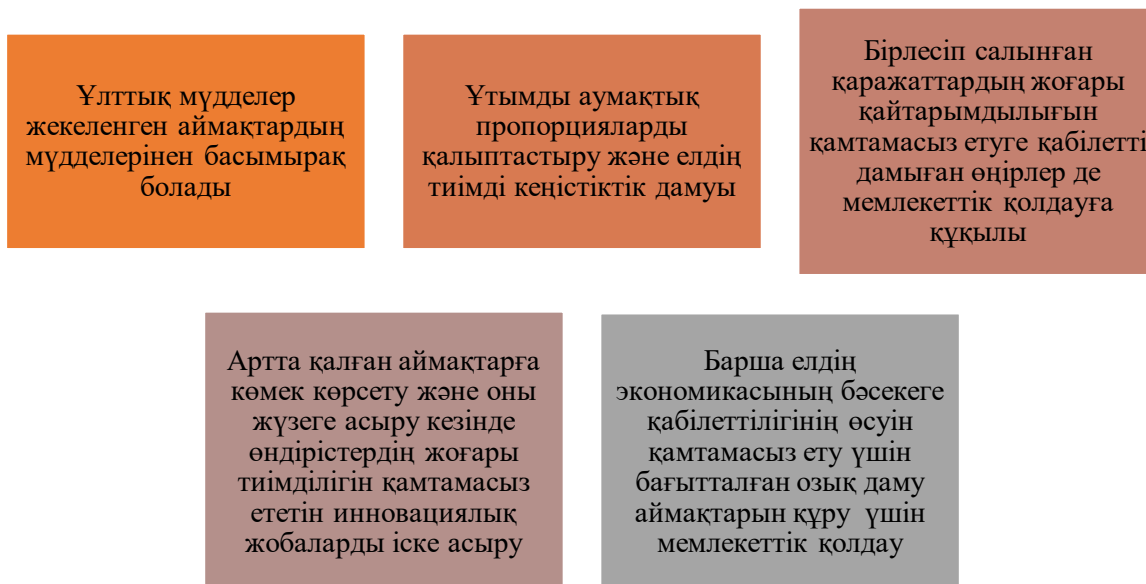 Ұлттық мүдделер
жекеленген аймақтардың
мүдделерінен басымырақ
болады
Ұтымды аумақтық
пропорцияларды
қалыптастыру және елдің
тиімді кеңістіктік дамуы
Бірлесіп салынған
қаражаттардың жоғары
қайтарымдылығын
қамтамасыз етуге қабілетті
дамыған өңірлер де
мемлекеттік қолдауға
құқылы
Артта қалған аймақтарға
көмек көрсету және оны
жүзеге асыру кезінде
өндірістердің жоғары
тиімділігін қамтамасыз
ететін инновациялық
жобаларды іске асыру
Барша елдің
экономикасының бәсекеге
қабілеттілігінің өсуін
қамтамасыз ету үшін
бағытталған озық даму
аймақтарын құру үшін
мемлекеттік қолдау